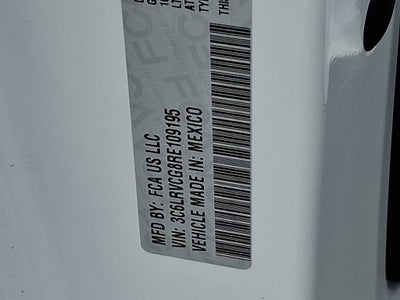 MFD BY: FCA US LLC
VIN: 3C6LRVCG8RE109195
VEHICLE MADE IN: MEXICO